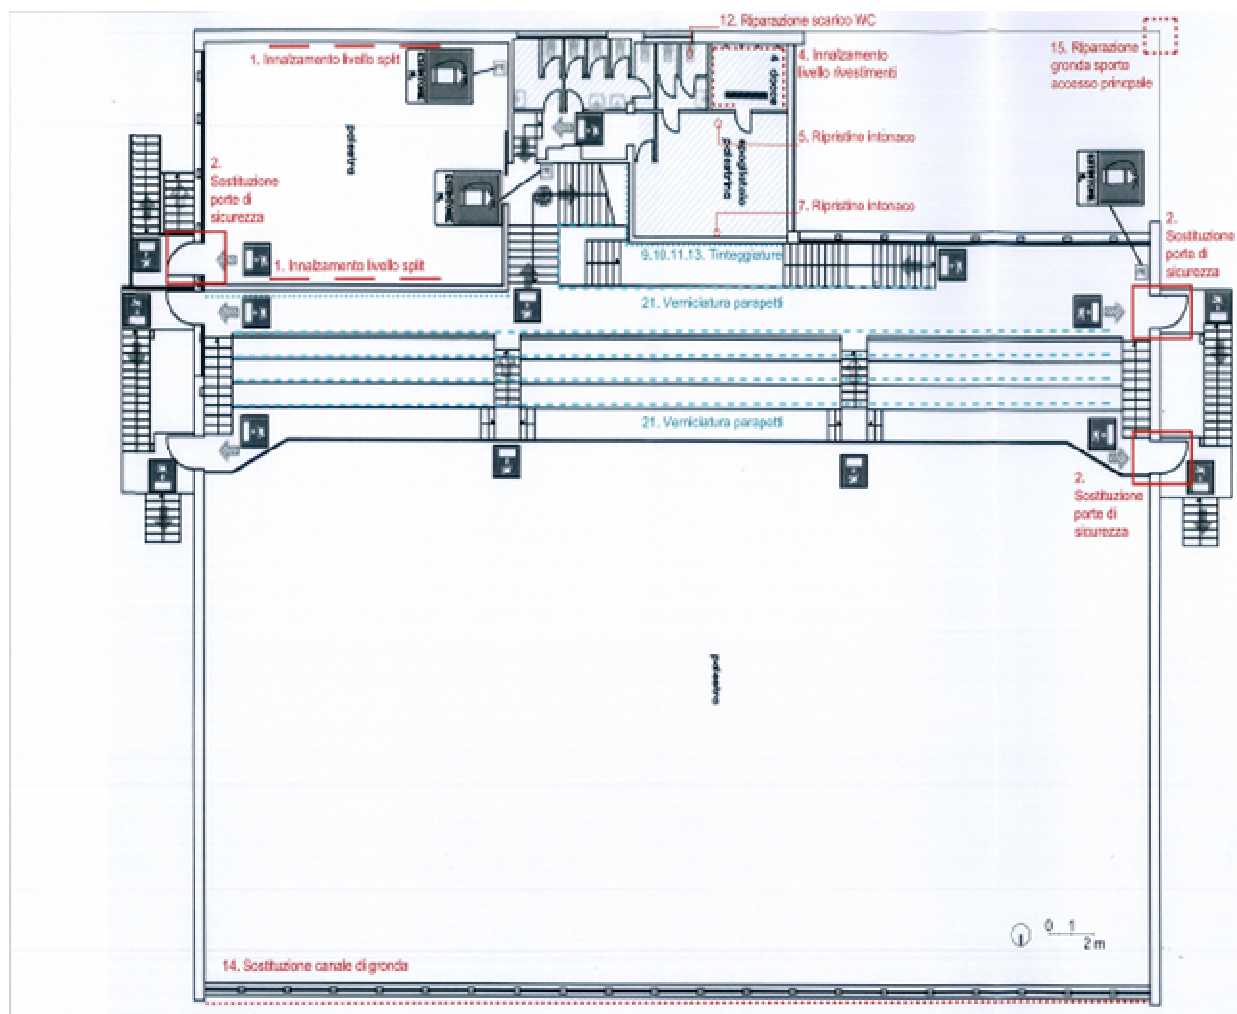 12. Riparazione scarico WC
1. Innalzamento livello split
4. Innalzamento
livello rivestimenti
15. Riparazione
gronda sporto
accesso principale
4 docce
palestra
5. Ripristino intonaco
spogliatoio
palestrina
2.
Sostituzione
porte di
sicurezza
7. Ripristino intonaco
2.
Sostituzione
porte di
sicurezza
1. Innalzamento livello split
9.10.11.13. Tinteggiature
21. Verniciatura parapetti
21. Verniciatura parapetti
2.
Sostituzione
porte di
sicurezza
palestra
0 1
2 m
14. Sostituzione canale di gronda